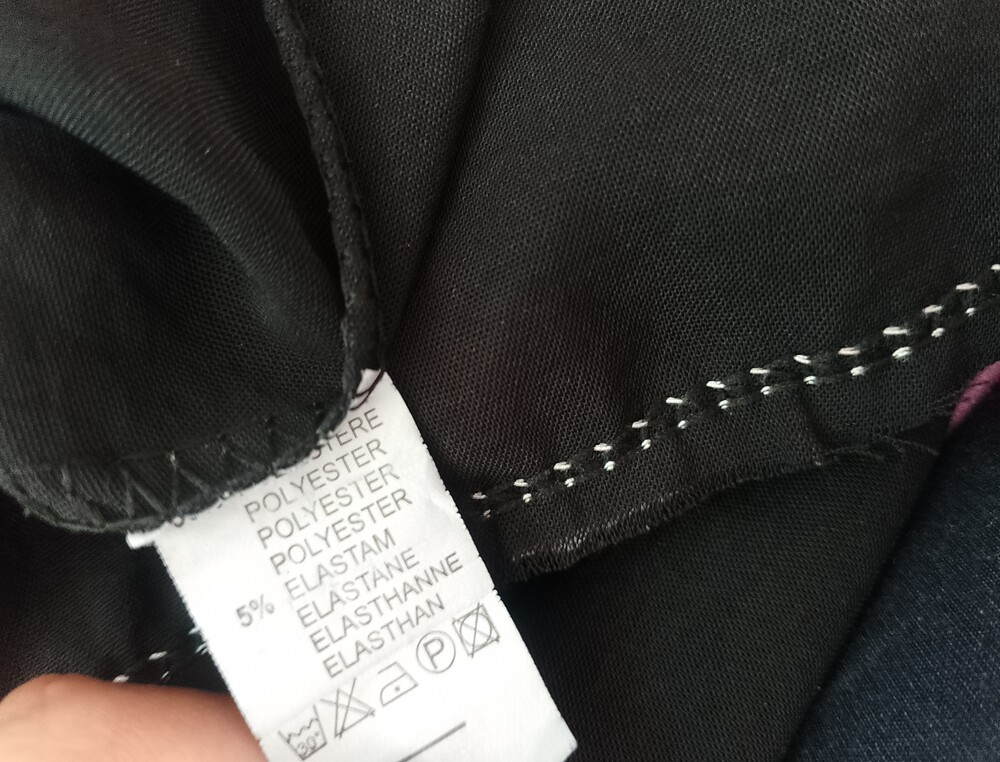 POLYESTER
POLYESTER
POLYESTER
5% ELASTAM
ELASTANE
ELASTHANNE
ELASTHAN
30°
P